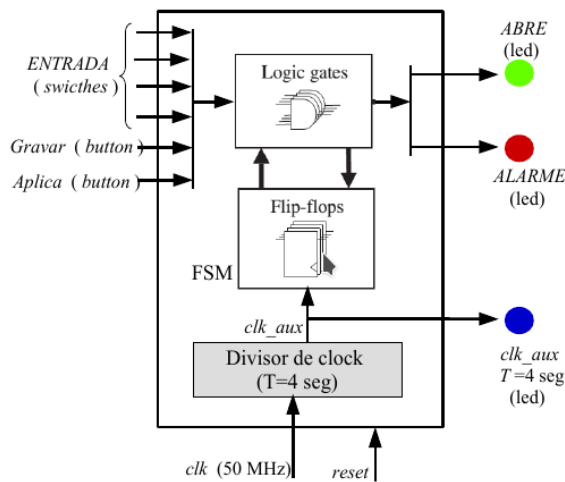 ENTRADA
( swicthes )
Gravar ( button)
Aplica ( button)
Logic gates
Flip-flops
FSM
clk_aux
Divisor de clock
(T=4 seg)
clk (50 MHz)
reset
ABRE
(led)
ALARME
(led)
clk_aux
T =4 seg
(led)